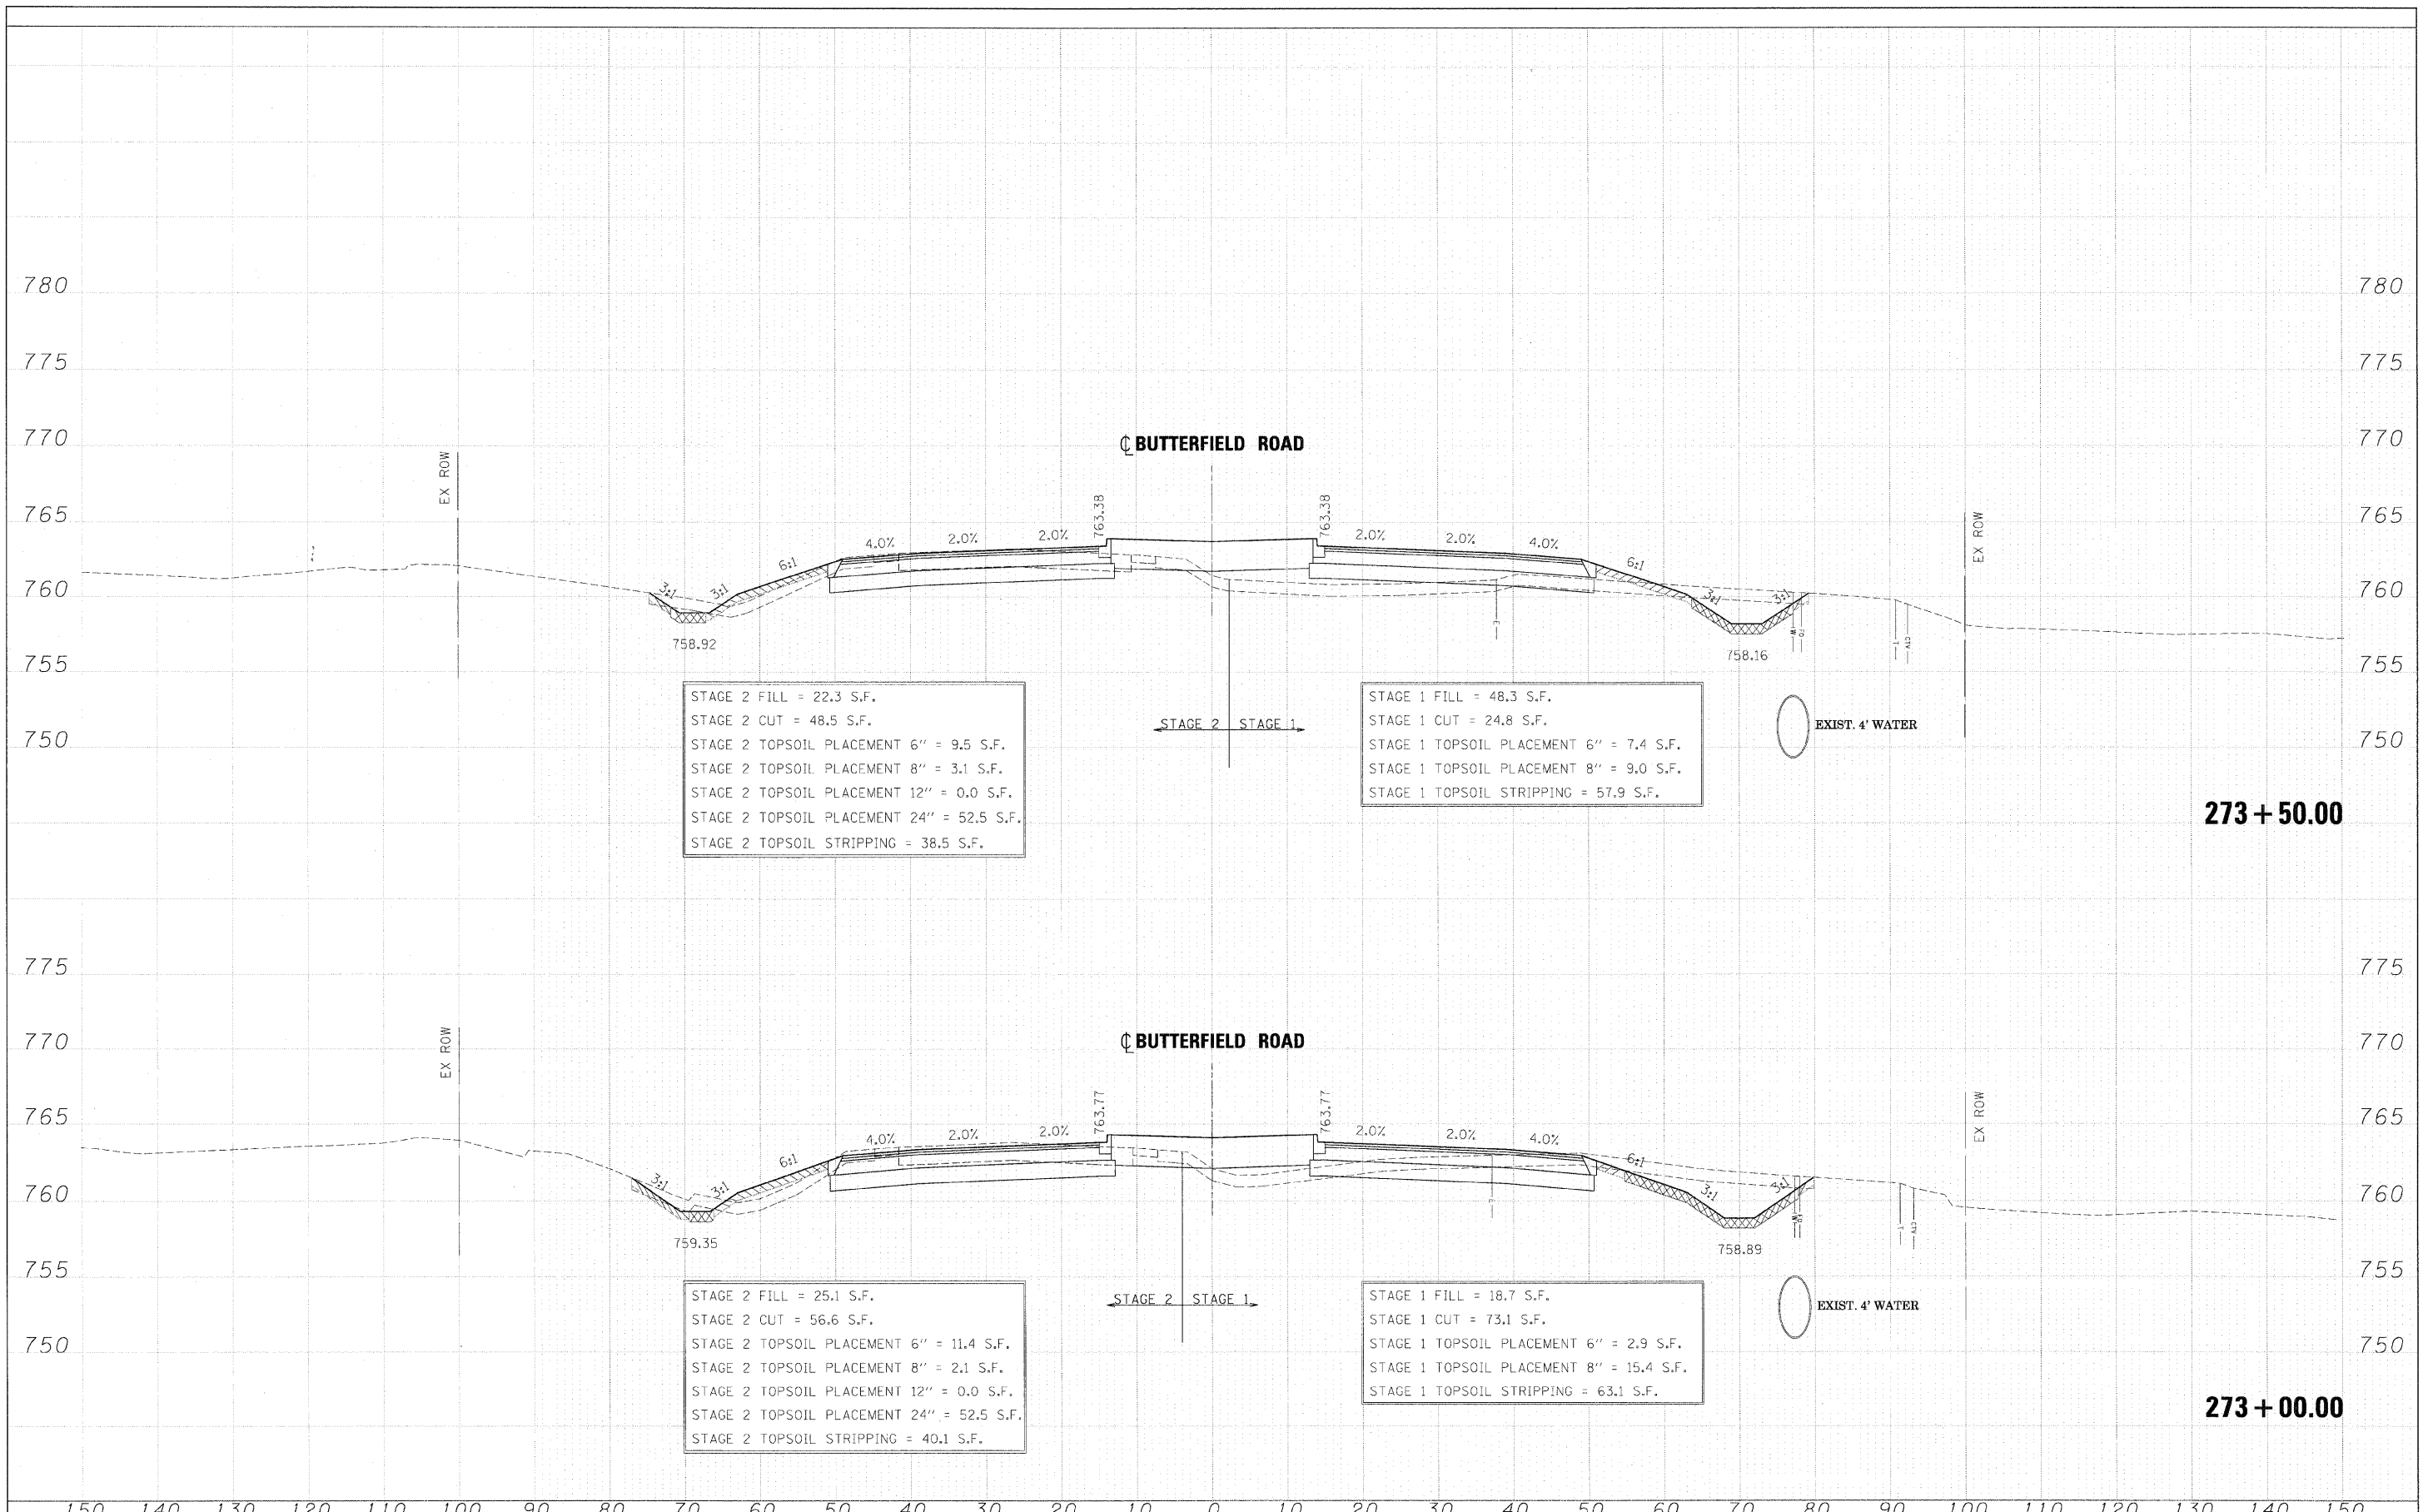 780 780
775 775
770 770
℄ BUTTERFIELD ROAD
EX ROW
765 765
763.38 763.38
EX ROW
4.0% 2.0% 2.0% 2.0% 2.0% 4.0%
6:1 6:1
760 760
3:1 3:1 3:1 3:1
E W FO T CTV
758.92 758.16
755 755
STAGE 2 FILL = 22.3 S.F.
STAGE 2 CUT = 48.5 S.F.
STAGE 2 TOPSOIL PLACEMENT 6'' = 9.5 S.F.
STAGE 2 TOPSOIL PLACEMENT 8'' = 3.1 S.F.
STAGE 2 TOPSOIL PLACEMENT 12'' = 0.0 S.F.
STAGE 2 TOPSOIL PLACEMENT 24'' = 52.5 S.F.
STAGE 2 TOPSOIL STRIPPING = 38.5 S.F.
STAGE 2 STAGE 1
STAGE 1 FILL = 48.3 S.F.
STAGE 1 CUT = 24.8 S.F.
STAGE 1 TOPSOIL PLACEMENT 6'' = 7.4 S.F.
STAGE 1 TOPSOIL PLACEMENT 8'' = 9.0 S.F.
STAGE 1 TOPSOIL STRIPPING = 57.9 S.F.
EXIST. 4' WATER
750 750
273+50.00
775 775
770 770
℄ BUTTERFIELD ROAD
EX ROW
765 765
763.77 763.77
EX ROW
4.0% 2.0% 2.0% 2.0% 2.0% 4.0%
6:1 6:1
760 760
3:1 3:1 3:1 3:1
E W FO T CTV
759.35 758.89
755 755
STAGE 2 FILL = 25.1 S.F.
STAGE 2 CUT = 56.6 S.F.
STAGE 2 TOPSOIL PLACEMENT 6'' = 11.4 S.F.
STAGE 2 TOPSOIL PLACEMENT 8'' = 2.1 S.F.
STAGE 2 TOPSOIL PLACEMENT 12'' = 0.0 S.F.
STAGE 2 TOPSOIL PLACEMENT 24'' = 52.5 S.F.
STAGE 2 TOPSOIL STRIPPING = 40.1 S.F.
STAGE 2 STAGE 1
STAGE 1 FILL = 18.7 S.F.
STAGE 1 CUT = 73.1 S.F.
STAGE 1 TOPSOIL PLACEMENT 6'' = 2.9 S.F.
STAGE 1 TOPSOIL PLACEMENT 8'' = 15.4 S.F.
STAGE 1 TOPSOIL STRIPPING = 63.1 S.F.
EXIST. 4' WATER
750 750
273+00.00
150 140 130 120 110 100 90 80 70 60 50 40 30 20 10 0 10 20 30 40 50 60 70 80 90 100 110 120 130 140 150